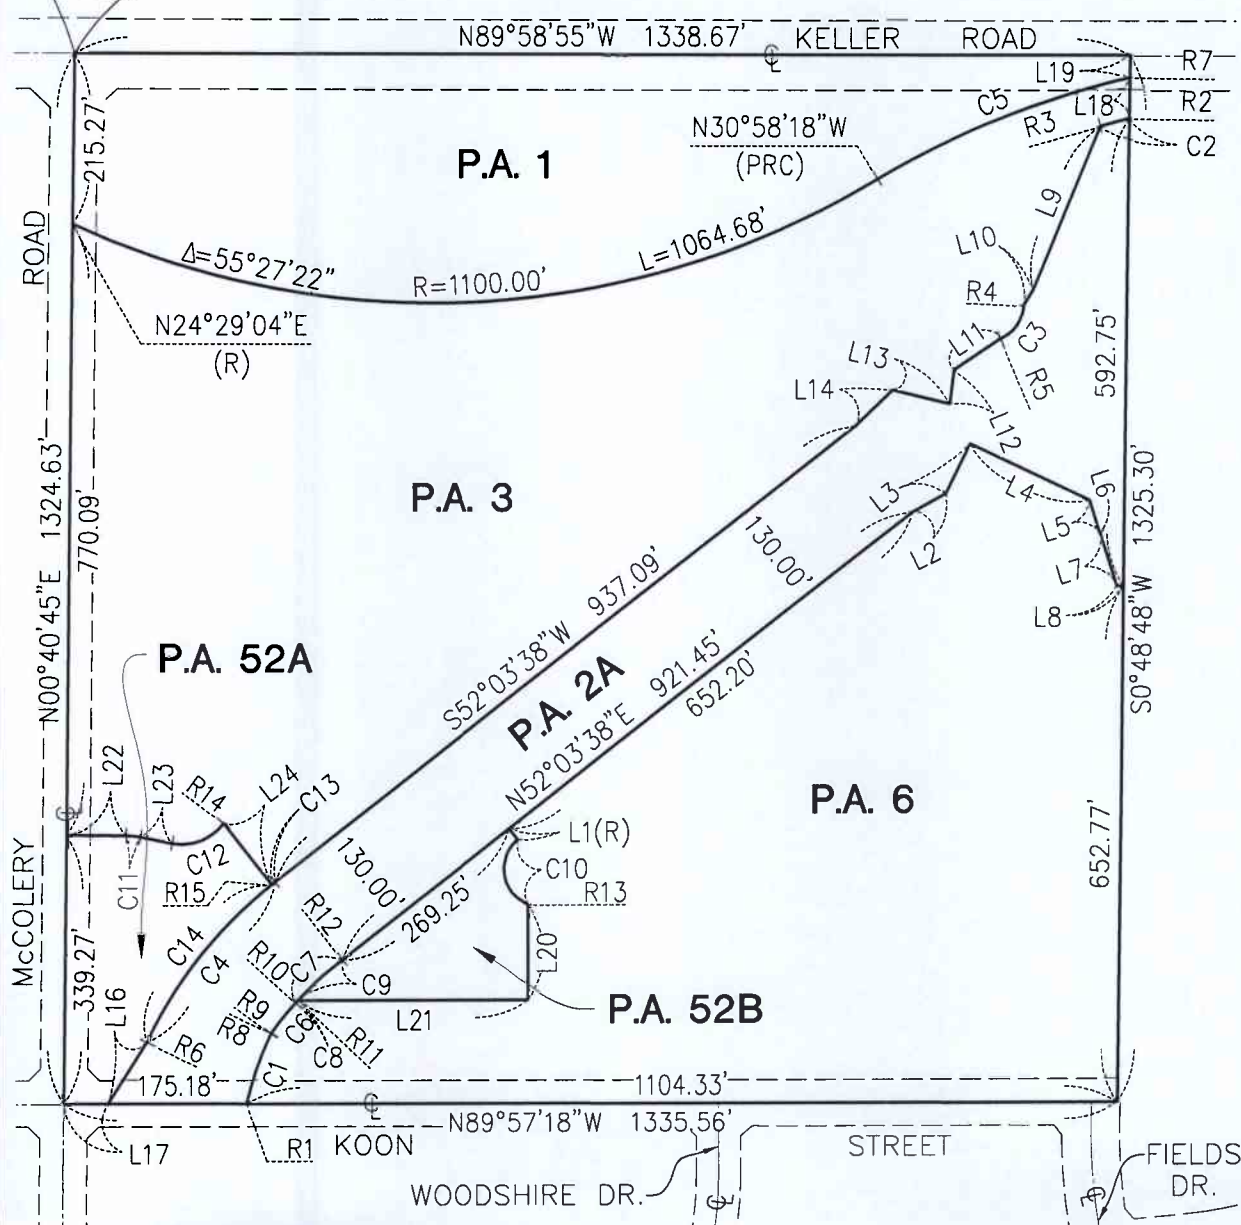 N89°58'55"W 1338.67' ℄ KELLER ROAD
L19 R7
C5 L18 R2
R3 C2
N30°58'18"W
(PRC)
215.27'
P.A. 1
ROAD
Δ=55°27'22"
R=1100.00'
L=1064.68'
L9
L10
R4
N24°29'04"E
(R)
C3
L11
R5
592.75'
L13
L14
L12
N00°40'45"E 1324.63'
770.09'
P.A. 3
L3
L4
L6
L5
L2
L7
L8
130.00'
S0°48'48"W 1325.30'
S52°03'38"W 937.09'
P.A. 52A
P.A. 2A
N52°03'38"E 921.45'
652.20'
P.A. 6
L22
C11
L23
R14
L24
C13
C12
℄
R15
130.00'
L1(R)
C10
R13
652.77'
McCOLERY
R12
269.25'
L20
339.27'
C14
C4
R10
C7
C9
L16
R9
R8
C6
L21
P.A. 52B
C8
R11
R6
C1
175.18'
1104.33'
℄
N89°57'18"W 1335.56'
L17
R1
KOON
STREET
WOODSHIRE DR.
℄
℄
FIELDS
DR.